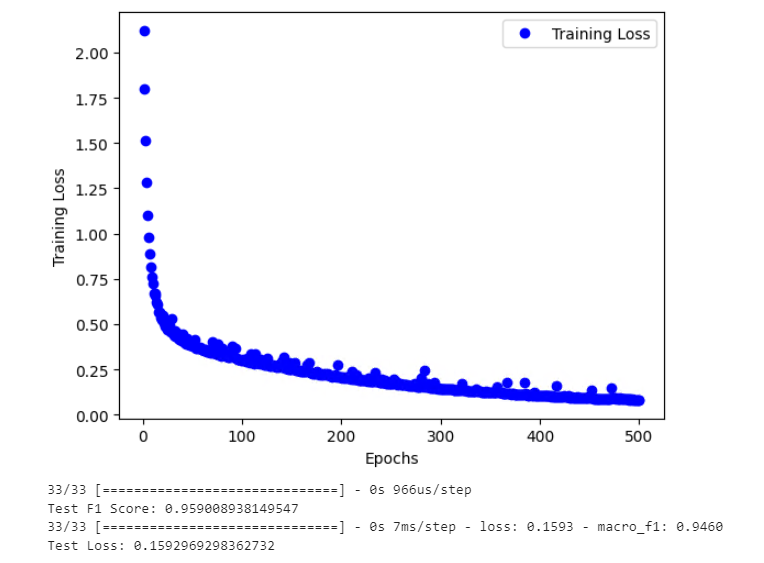 Training Loss
2.00
1.75
1.50
1.25
1.00
0.75
0.50
0.25
0.00
Training Loss
0 100 200 300 400 500
Epochs
33/33 [==============================] - 0s 966us/step
Test F1 Score: 0.959008938149547
33/33 [==============================] - 0s 7ms/step - loss: 0.1593 - macro_f1: 0.9460
Test Loss: 0.1592969298362732